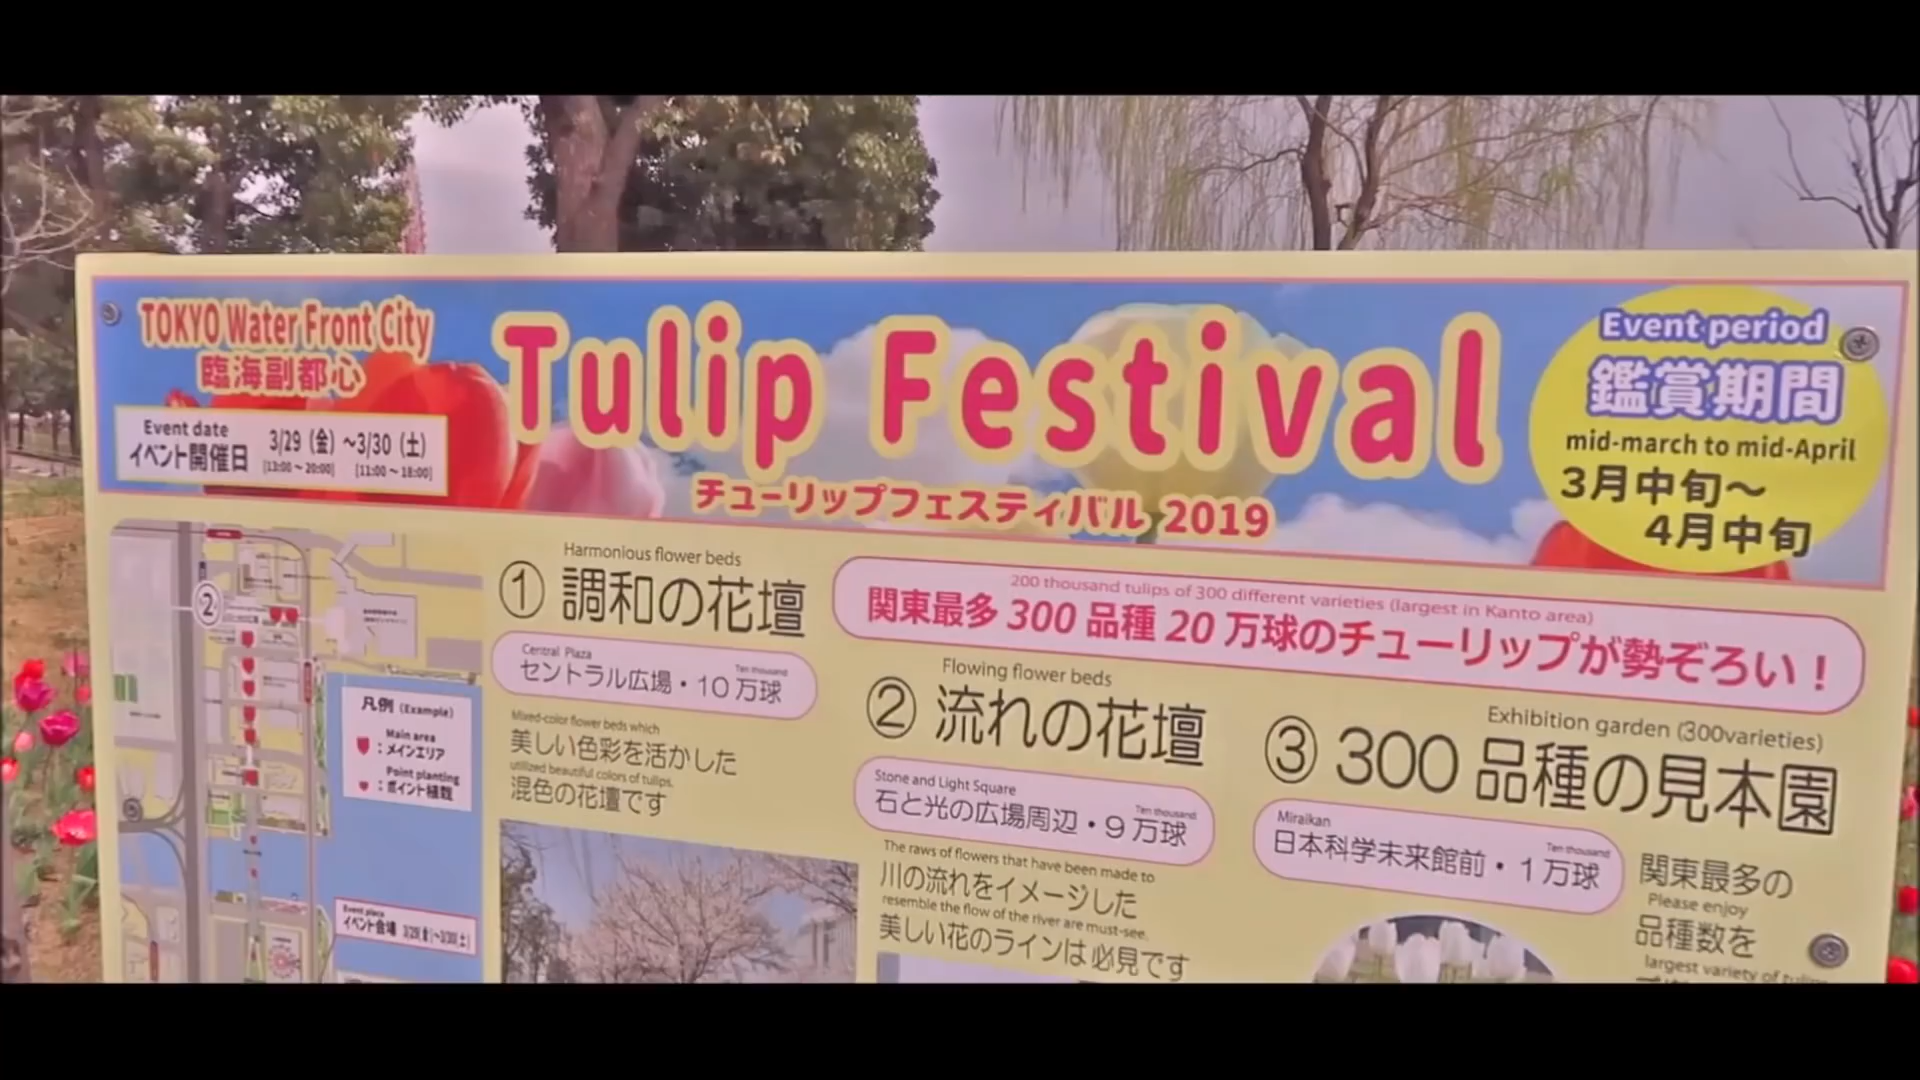 TOKYO Water Front City
臨海副都心
Event date
イベント開催日
3/29（金）～3/30（土）
[13:00～20:00] [11:00～18:00]
Tulip Festival
チューリップフェスティバル 2019
Event period
鑑賞期間
mid-march to mid-April
3月中旬～
4月中旬
②
凡例（Example）
Main area
：メインエリア
Point planting
：ポイント植栽
Event place
イベント会場 3/29(金)～3/30(土)
Harmonious flower beds
① 調和の花壇
Central Plaza
Ten thousand
セントラル広場・10万球
Mixed-color flower beds which
美しい色彩を活かした
utilized beautiful colors of tulips.
混色の花壇です
200 thousand tulips of 300 different varieties (largest in Kanto area)
関東最多 300 品種 20 万球のチューリップが勢ぞろい！
Flowing flower beds
② 流れの花壇
Stone and Light Square
Ten thousand
石と光の広場周辺・9万球
The raws of flowers that have been made to
川の流れをイメージした
resemble the flow of the river are must-see.
美しい花のラインは必見です
Exhibition garden (300varieties)
③ 300 品種の見本園
Miraikan
Ten thousand
日本科学未来館前・1万球
関東最多の
Please enjoy
品種数を
largest variety of